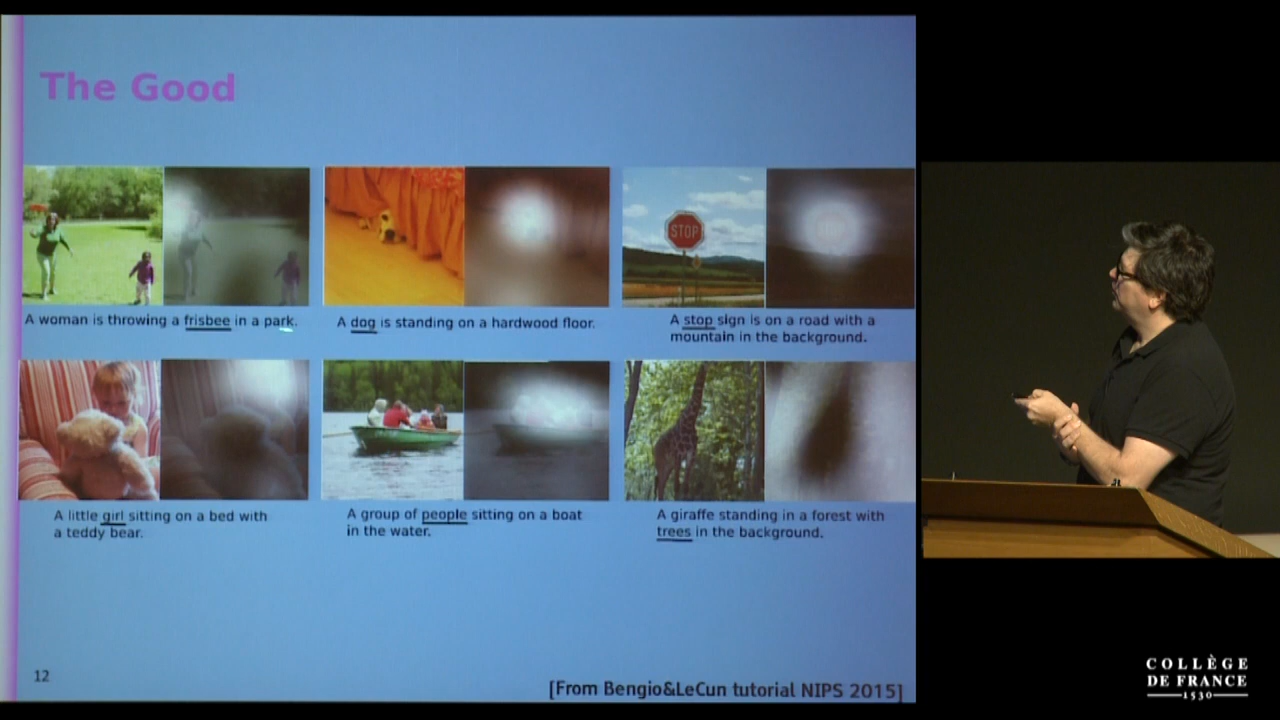 The Good
STOP
A woman is throwing a frisbee in a park.
A dog is standing on a hardwood floor.
A stop sign is on a road with a
mountain in the background.
A little girl sitting on a bed with
a teddy bear.
A group of people sitting on a boat
in the water.
A giraffe standing in a forest with
trees in the background.
12
[From Bengio&LeCun tutorial NIPS 2015]
COLLÈGE
DE FRANCE
1530